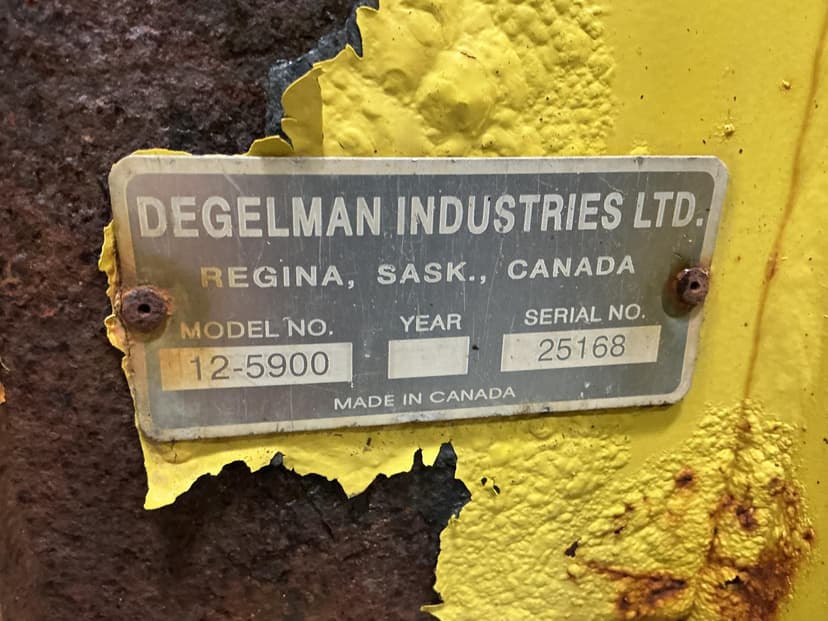 DEGELMAN INDUSTRIES LTD.
REGINA, SASK., CANADA
MODEL NO. YEAR SERIAL NO.
12-5900 25168
MADE IN CANADA